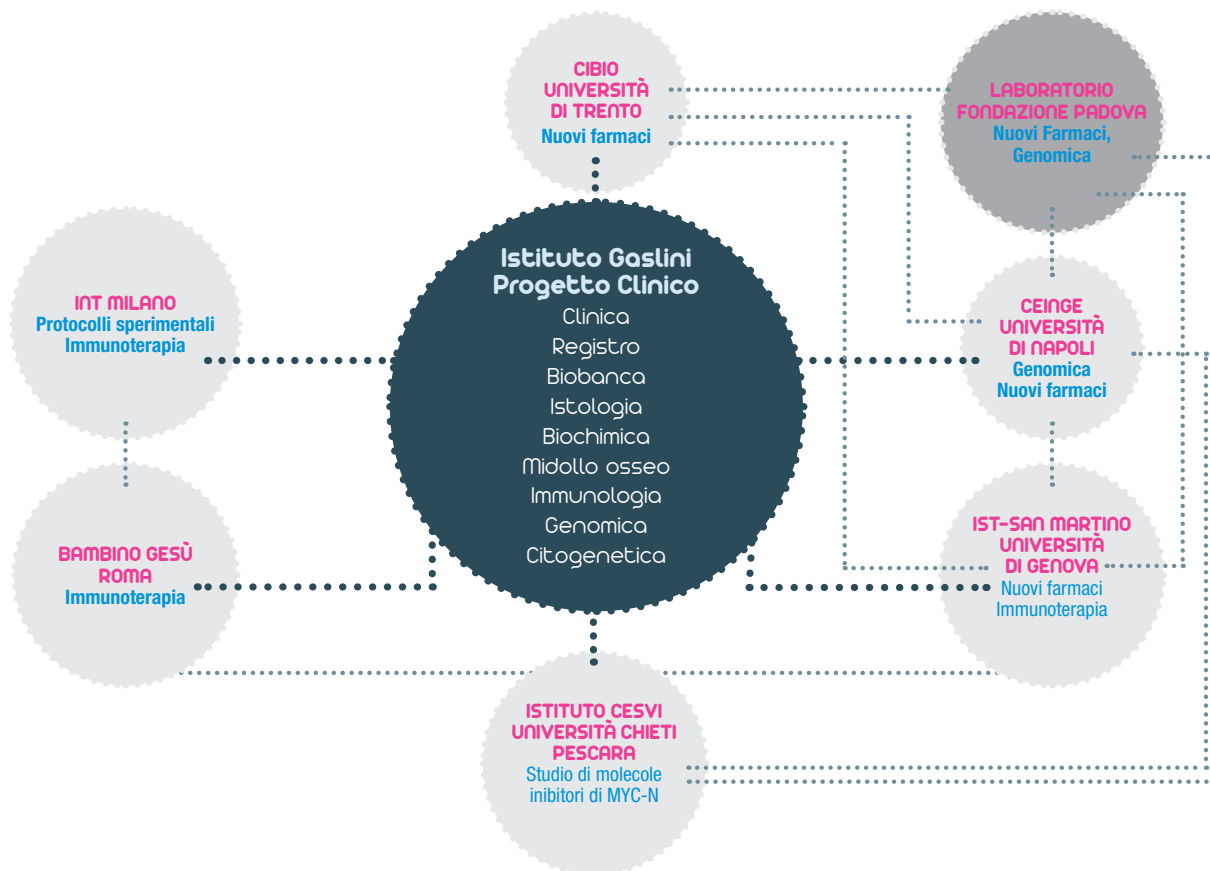 CIBIO
UNIVERSITÀ
DI TRENTO
Nuovi farmaci
LABORATORIO
FONDAZIONE PADOVA
Nuovi Farmaci,
Genomica
Istituto Gaslini
Progetto Clinico
Clinica
Registro
Biobanca
Istologia
Biochimica
Midollo osseo
Immunologia
Genomica
Citogenetica
INT MILANO
Protocolli sperimentali
Immunoterapia
CEINGE
UNIVERSITÀ
DI NAPOLI
Genomica
Nuovi farmaci
BAMBINO GESÙ
ROMA
Immunoterapia
IST-SAN MARTINO
UNIVERSITÀ
DI GENOVA
Nuovi farmaci
Immunoterapia
ISTITUTO CESVI
UNIVERSITÀ CHIETI
PESCARA
Studio di molecole
inibitori di MYC-N